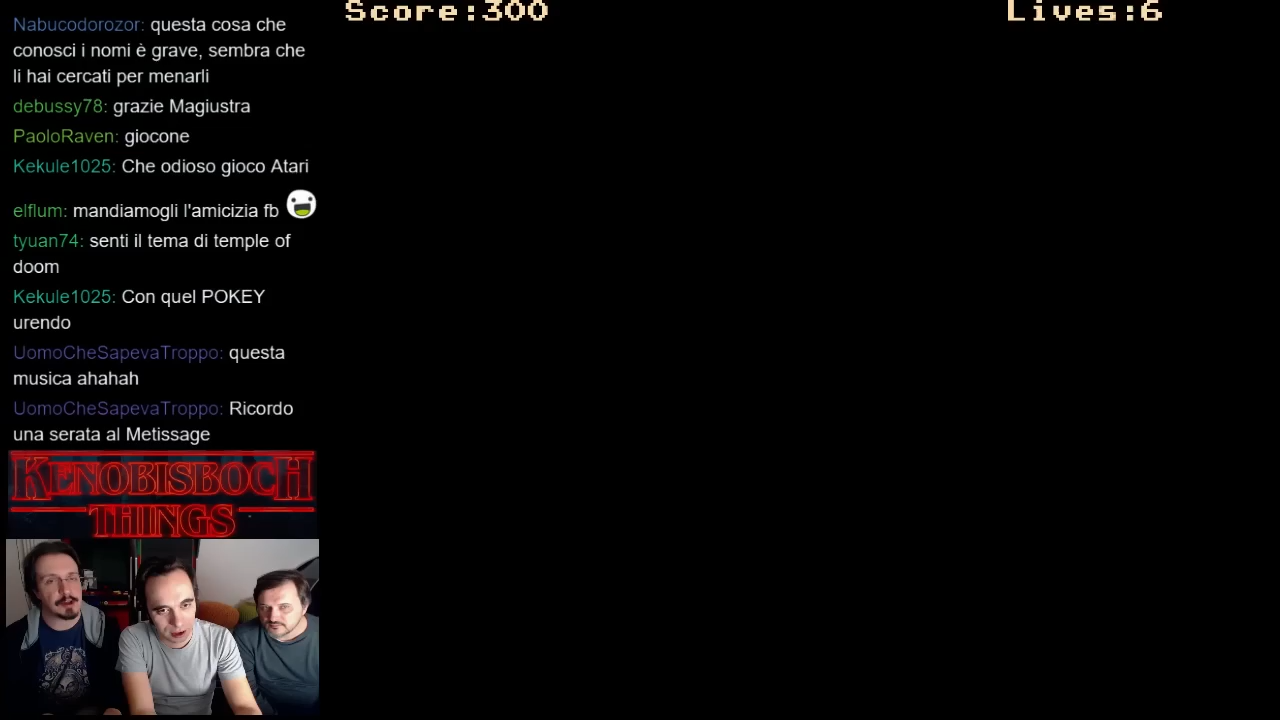 Score:300
Lives:6
Nabucodorozor: questa cosa che
conosci i nomi è grave, sembra che
li hai cercati per menarli
debussy78: grazie Magiustra
PaoloRaven: giocone
Kekule1025: Che odioso gioco Atari
elflum: mandiamogli l'amicizia fb
tyuan74: senti il tema di temple of
doom
Kekule1025: Con quel POKEY
urendo
UomoCheSapevaTroppo: questa
musica ahahah
UomoCheSapevaTroppo: Ricordo
una serata al Metissage
KENOBISBOCH
THINGS